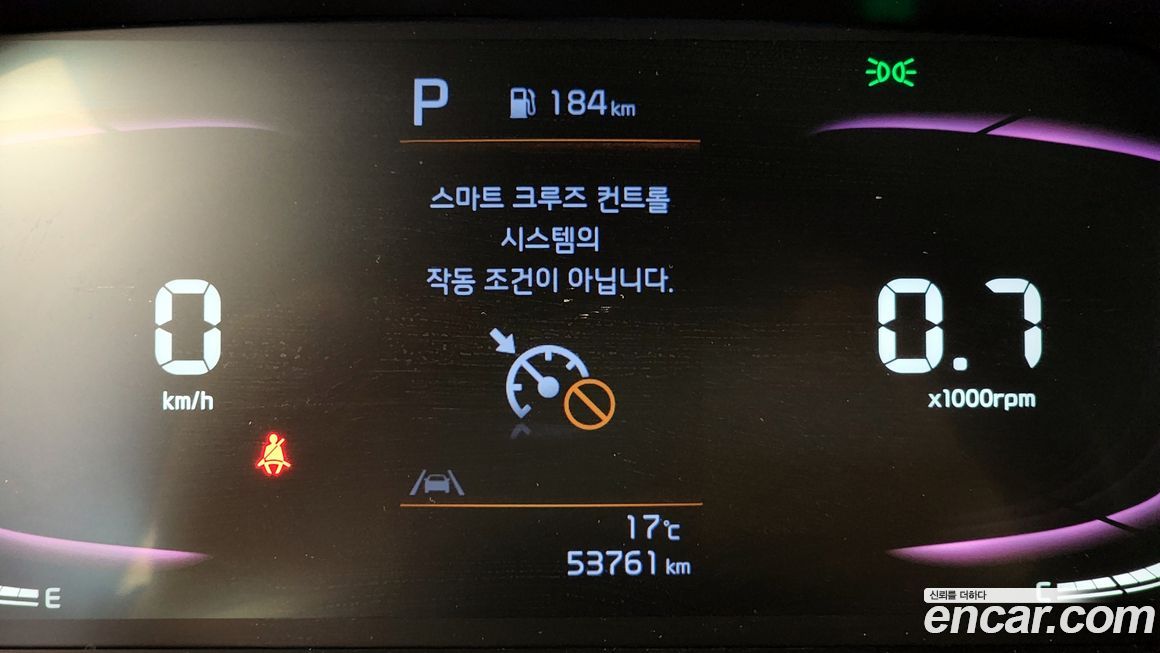 P 184 km
스마트 크루즈 컨트롤
시스템의
작동 조건이 아닙니다.
0
km/h
0.7
x1000rpm
17℃
53761 km
E
C
신뢰를 더하다
encar.com